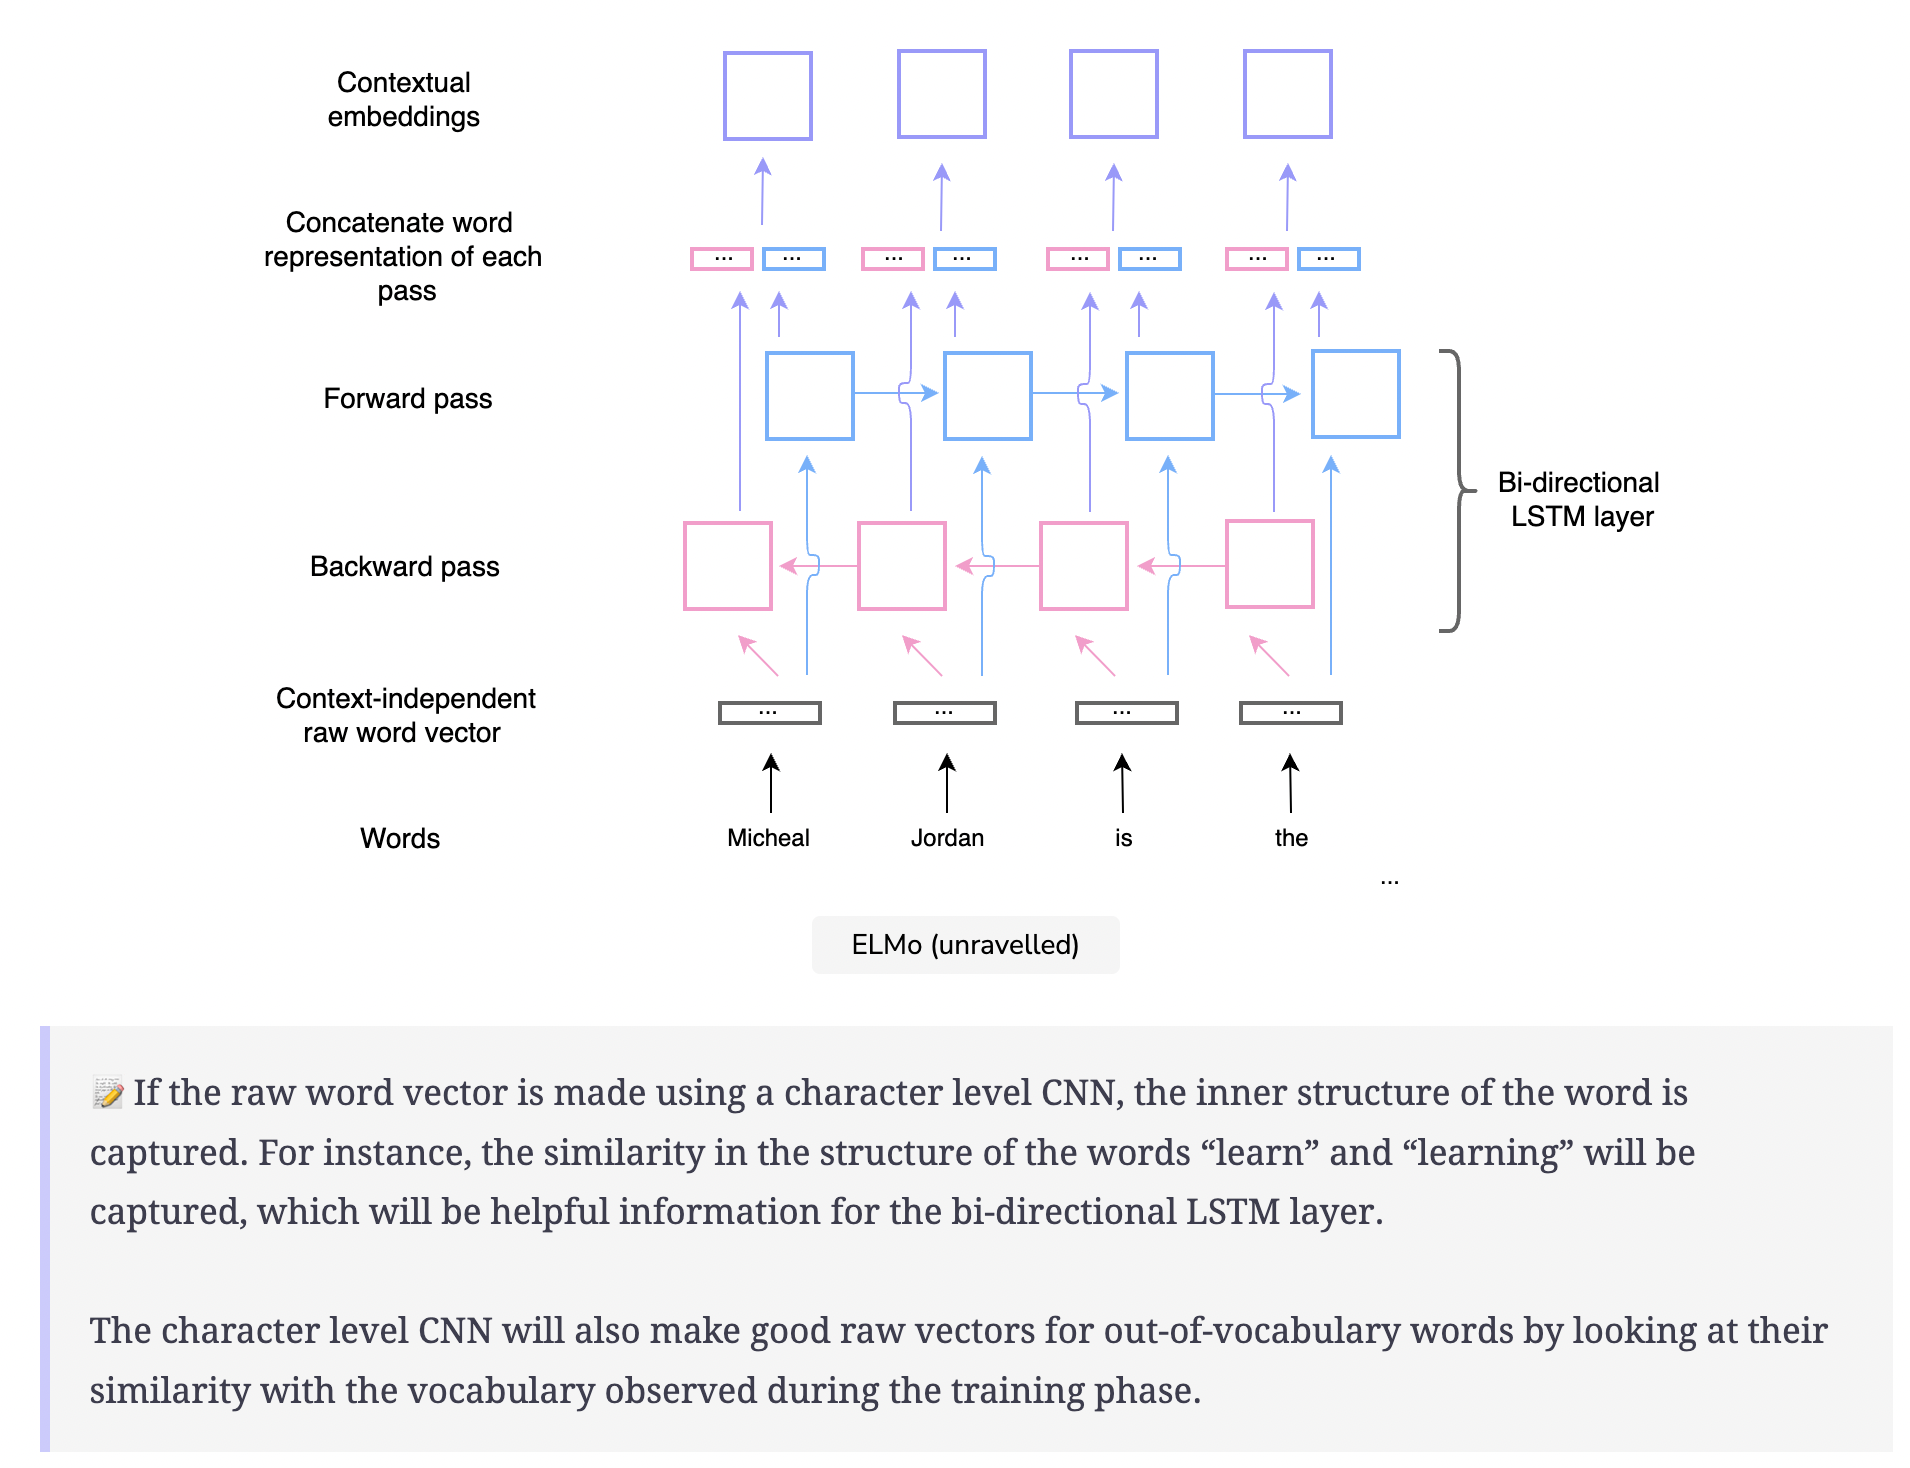 Contextual
embeddings
Concatenate word
representation of each
pass
... ... ... ... ... ... ... ...
Forward pass
Bi-directional
LSTM layer
Backward pass
Context-independent
raw word vector
... ... ... ...
Words
Micheal Jordan is the
...
ELMo (unravelled)
📝 If the raw word vector is made using a character level CNN, the inner structure of the word is
captured. For instance, the similarity in the structure of the words “learn” and “learning” will be
captured, which will be helpful information for the bi-directional LSTM layer.
The character level CNN will also make good raw vectors for out-of-vocabulary words by looking at their
similarity with the vocabulary observed during the training phase.